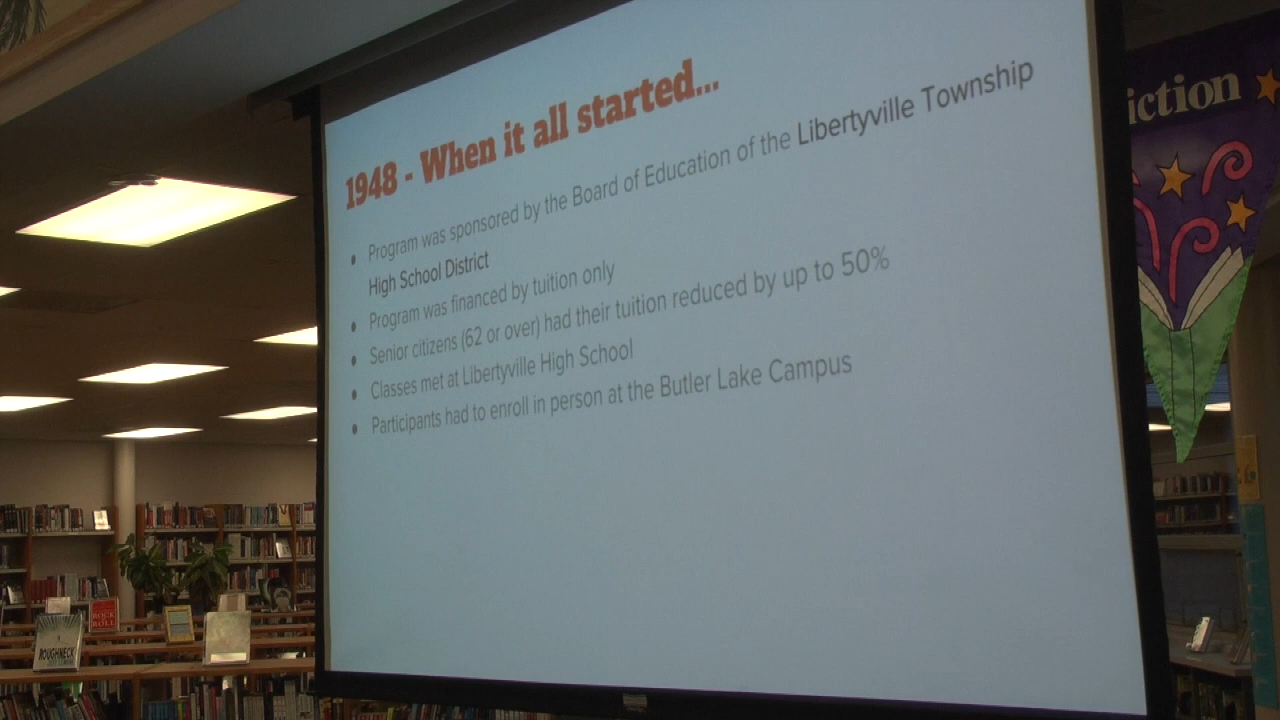 1948 - When it all started...
• Program was sponsored by the Board of Education of the Libertyville Township
High School District
• Program was financed by tuition only
• Senior citizens (62 or over) had their tuition reduced by up to 50%
• Classes met at Libertyville High School
• Participants had to enroll in person at the Butler Lake Campus
iction
ROCK
ROLL
ROUGHNECK